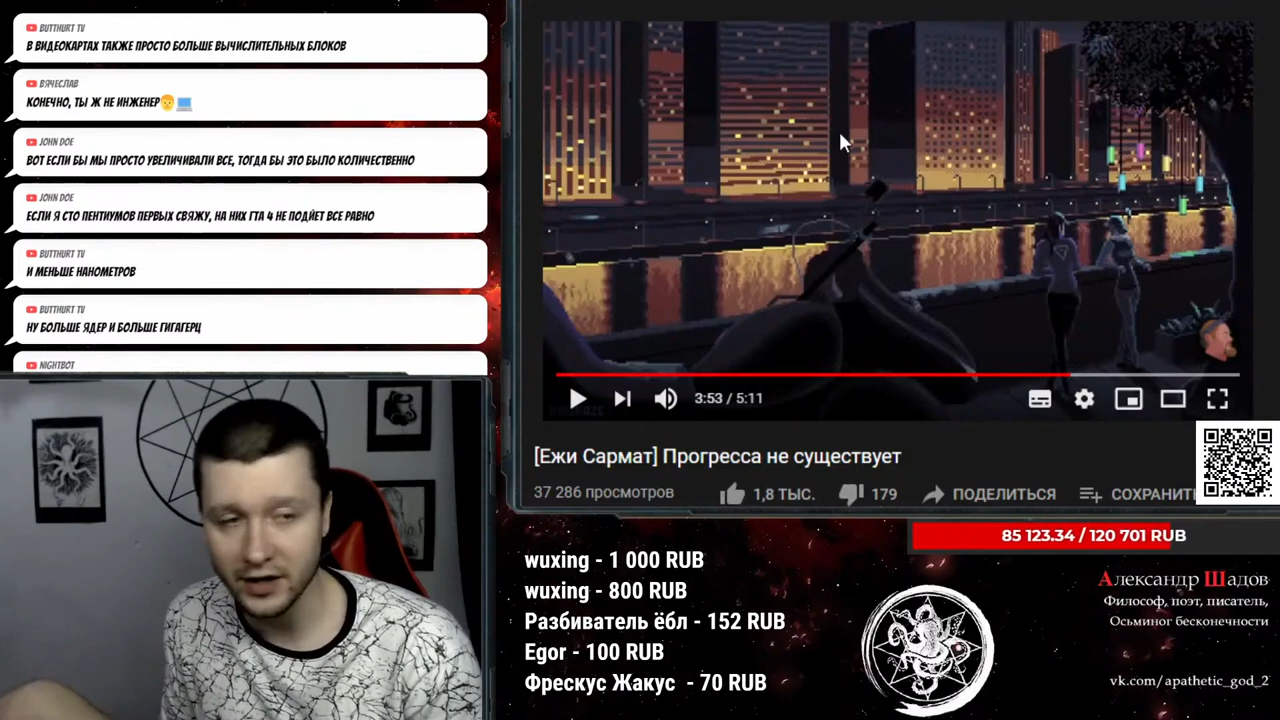 BUTTHURT TV
В ВИДЕОКАРТАХ ТАКЖЕ ПРОСТО БОЛЬШЕ ВЫЧИСЛИТЕЛЬНЫХ БЛОКОВ
ВЯЧЕСЛАВ
КОНЕЧНО, ТЫ Ж НЕ ИНЖЕНЕР
JOHN DOE
ВОТ ЕСЛИ БЫ МЫ ПРОСТО УВЕЛИЧИВАЛИ ВСЕ, ТОГДА БЫ ЭТО БЫЛО КОЛИЧЕСТВЕННО
JOHN DOE
ЕСЛИ Я СТО ПЕНТИУМОВ ПЕРВЫХ СВЯЖУ, НА НИХ ГТА 4 НЕ ПОДЙЕТ ВСЕ РАВНО
BUTTHURT TV
И МЕНЬШЕ НАНОМЕТРОВ
BUTTHURT TV
НУ БОЛЬШЕ ЯДЕР И БОЛЬШЕ ГИГАГЕРЦ
NIGHTBOT
3:53 / 5:11
[Ежи Сармат] Прогресса не существует
37 286 просмотров
1,8 ТЫС.
179
ПОДЕЛИТЬСЯ
СОХРАНИТЬ
85 123.34 / 120 701 RUB
wuxing - 1 000 RUB
wuxing - 800 RUB
Разбиватель ёбл - 152 RUB
Egor - 100 RUB
Фрескус Жакус - 70 RUB
Александр Шадов
Философ, поэт, писатель,
Осьминог бесконечности
vk.com/apathetic_god_2